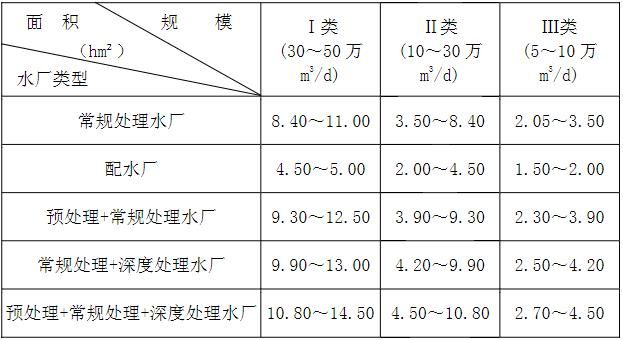 面 积 规 模
(hm²)
水厂类型
Ⅰ类
(30～50 万
m³/d)
Ⅱ类
(10～30 万
m³/d)
Ⅲ类
(5～10 万
m³/d)
常规处理水厂 8.40～11.00 3.50～8.40 2.05～3.50
配水厂 4.50～5.00 2.00～4.50 1.50～2.00
预处理+常规处理水厂 9.30～12.50 3.90～9.30 2.30～3.90
常规处理+深度处理水厂 9.90～13.00 4.20～9.90 2.50～4.20
预处理+常规处理+深度处理水厂 10.80～14.50 4.50～10.80 2.70～4.50